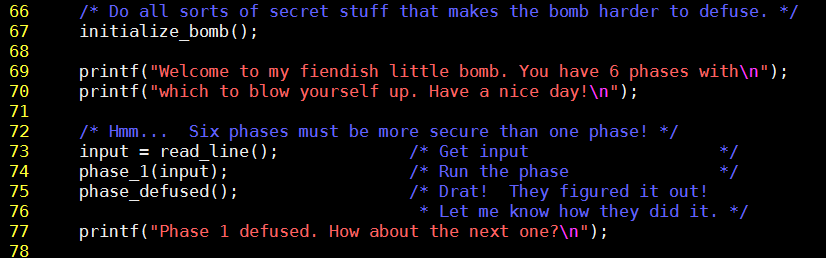 66     /* Do all sorts of secret stuff that makes the bomb harder to defuse. */
67     initialize_bomb();
68
69     printf("Welcome to my fiendish little bomb. You have 6 phases with\n");
70     printf("which to blow yourself up. Have a nice day!\n");
71
72     /* Hmm...  Six phases must be more secure than one phase! */
73     input = read_line();             /* Get input                   */
74     phase_1(input);                  /* Run the phase               */
75     phase_defused();                 /* Drat!  They figured it out!
76                                       * Let me know how they did it. */
77     printf("Phase 1 defused. How about the next one?\n");
78